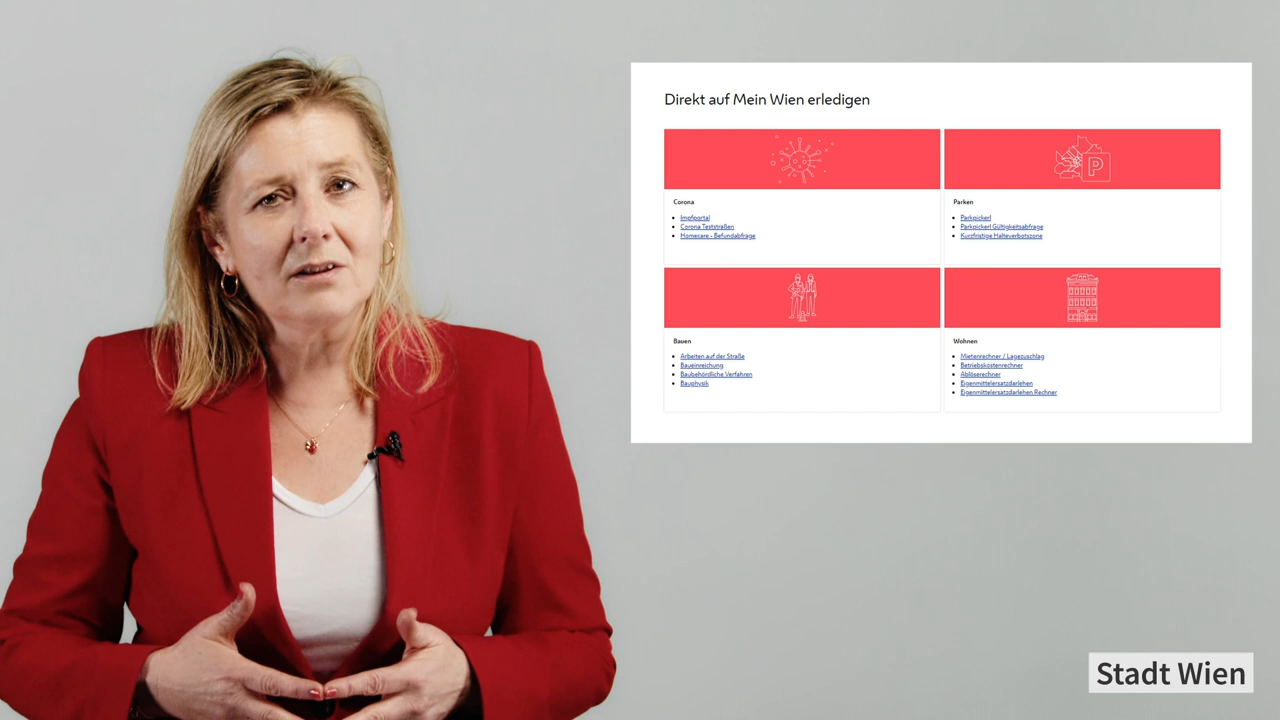 Direkt auf Mein Wien erledigen
P
Corona
Impfportal
Corona Teststraßen
Homecare - Befundabfrage
Parken
Parkpickerl
Parkpickerl Gültigkeitsabfrage
Kurzfristige Halteverbotszone
Bauen
Arbeiten auf der Straße
Baueinreichung
Baubehördliche Verfahren
Bauphysik
Wohnen
Mietenrechner / Lagezuschlag
Betriebskostenrechner
Ablöserechner
Eigenmittelersatzdarlehen
Eigenmittelersatzdarlehen Rechner
Stadt Wien